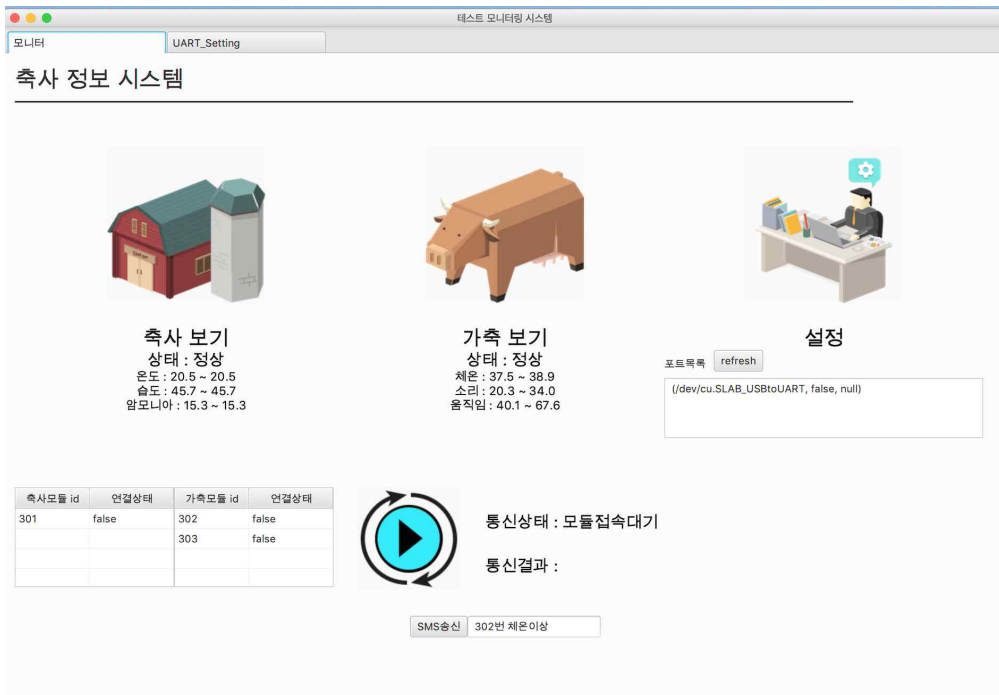 테스트 모니터링 시스템
모니터 UART_Setting
축사 정보 시스템
축사 보기
상태 : 정상
온도 : 20.5 ~ 20.5
습도 : 45.7 ~ 45.7
암모니아 : 15.3 ~ 15.3
가축 보기
상태 : 정상
체온 : 37.5 ~ 38.9
소리 : 20.3 ~ 34.0
움직임 : 40.1 ~ 67.6
설정
포트목록 refresh
(/dev/cu.SLAB_USBtoUART, false, null)
축사모듈 id 연결상태 가축모듈 id 연결상태
301 false 302 false
303 false
통신상태 : 모듈접속대기
통신결과 :
SMS송신 302번 체온이상